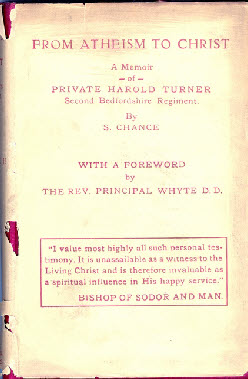 FROM ATHEISM TO CHRIST
A Memoir
– of –
PRIVATE HAROLD TURNER
Second Bedfordshire Regiment.
By
S. CHANCE
WITH A FOREWORD
by
THE REV. PRINCIPAL WHYTE D.D.
"I value most highly all such personal tes-
timony. It is unassailable as a witness to the
Living Christ and is therefore invaluable as
a spiritual influence in His happy service."
BISHOP OF SODOR AND MAN.